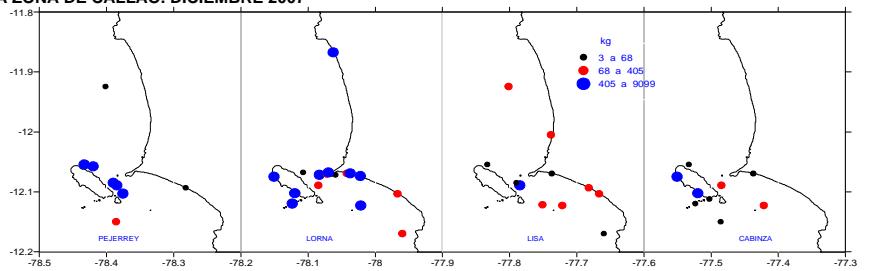 A ZONA DE CALLAO. DICIEMBRE 2007
-11.8
-11.9
-12
-12.1
-12.2
kg
3 a 68
68 a 405
405 a 9099
PEJERREY
LORNA
LISA
CABINZA
-78.5 -78.4 -78.3 -78.2 -78.1 -78 -77.9 -77.8 -77.7 -77.6 -77.5 -77.4 -77.3